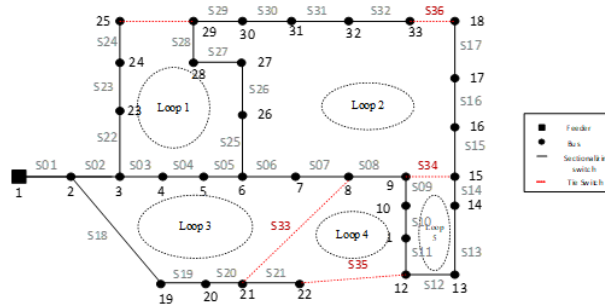 S29 S30 S31 S32 S36
25 29 30 31 32 33 18
S24 S28 S27 S17
24 28 27 17
S23 Loop 1 S26 Loop 2 S16
23 26 16
S22 S25 S15
S01 S02 S03 S04 S05 S06 S07 S08 S34
1 2 3 4 5 6 7 8 9 15
S09 S14
10 14
S18 Loop 3 S33 Loop 4 S10 Loop
1 5
S11
S35 S13
S19 S20 S21 S12
19 20 21 22 12 13
Feeder
Bus
Sectionalizing
switch
Tie Switch